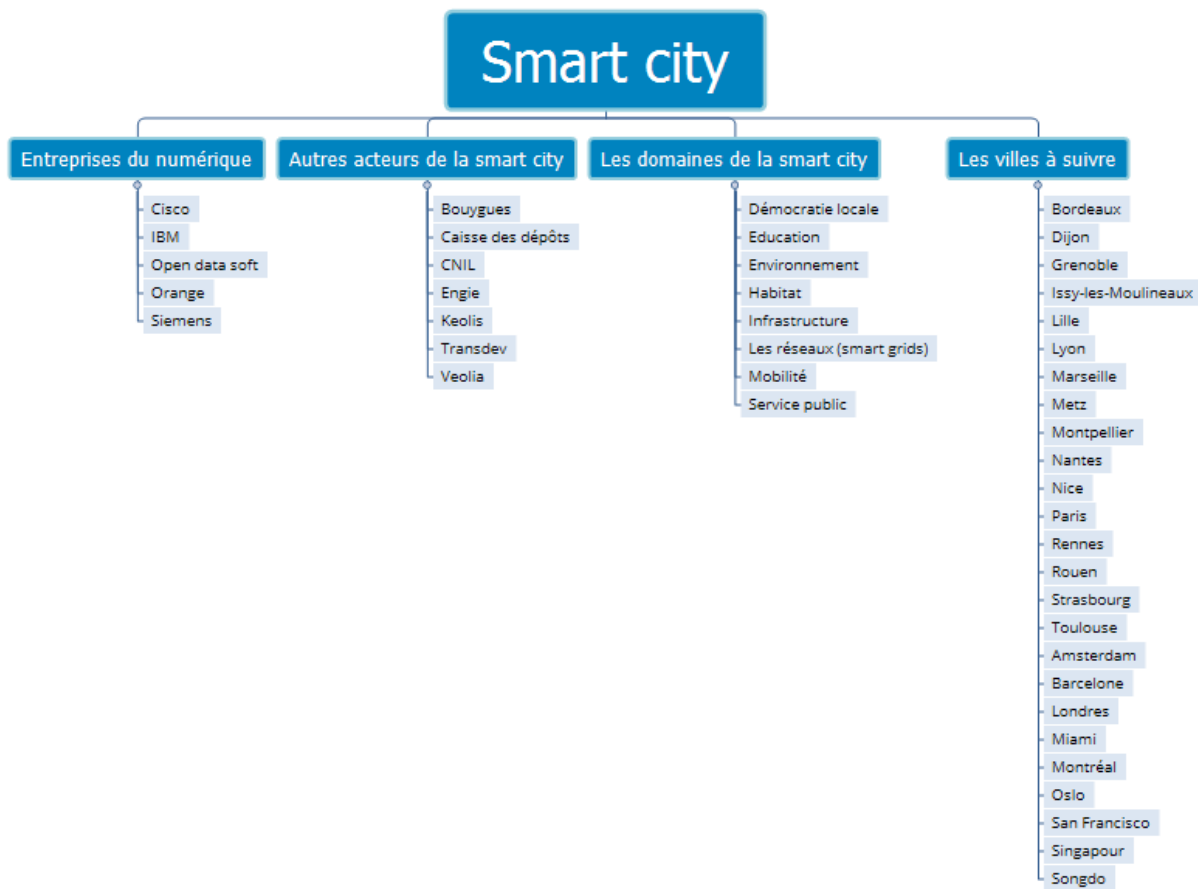 Smart city
Entreprises du numérique
Cisco
IBM
Open data soft
Orange
Siemens
Autres acteurs de la smart city
Bouygues
Caisse des dépôts
CNIL
Engie
Keolis
Transdev
Veolia
Les domaines de la smart city
Démocratie locale
Education
Environnement
Habitat
Infrastructure
Les réseaux (smart grids)
Mobilité
Service public
Les villes à suivre
Bordeaux
Dijon
Grenoble
Issy-les-Moulineaux
Lille
Lyon
Marseille
Metz
Montpellier
Nantes
Nice
Paris
Rennes
Rouen
Strasbourg
Toulouse
Amsterdam
Barcelone
Londres
Miami
Montréal
Oslo
San Francisco
Singapour
Songdo